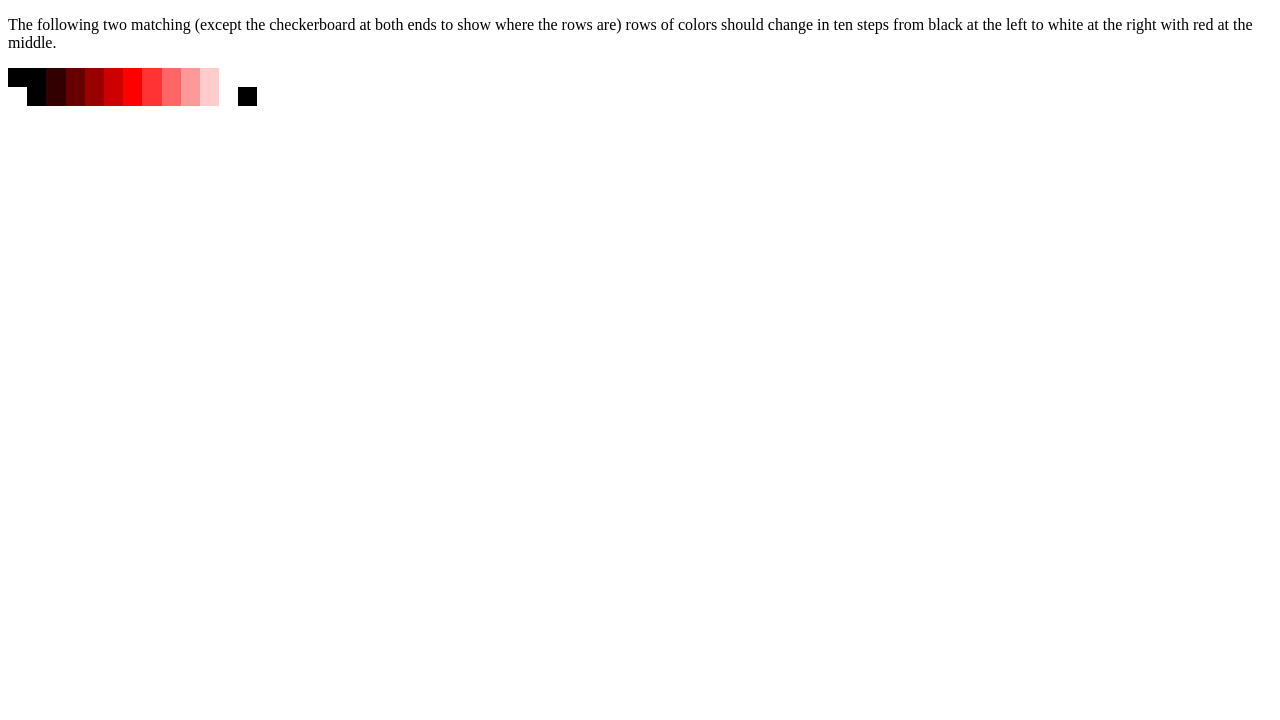 The following two matching (except the checkerboard at both ends to show where the rows are) rows of colors should change in ten steps from black at the left to white at the right with red at the
middle.